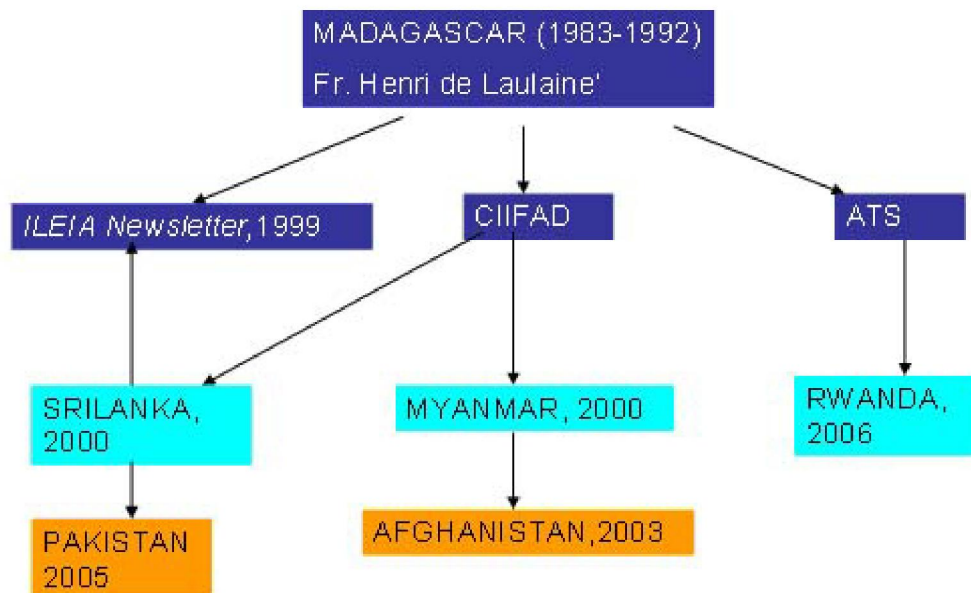 MADAGASCAR (1983-1992)
Fr. Henri de Laulaine'
ILEIA Newsletter,1999
CIIFAD
ATS
SRILANKA,
2000
MYANMAR, 2000
RWANDA,
2006
PAKISTAN
2005
AFGHANISTAN,2003